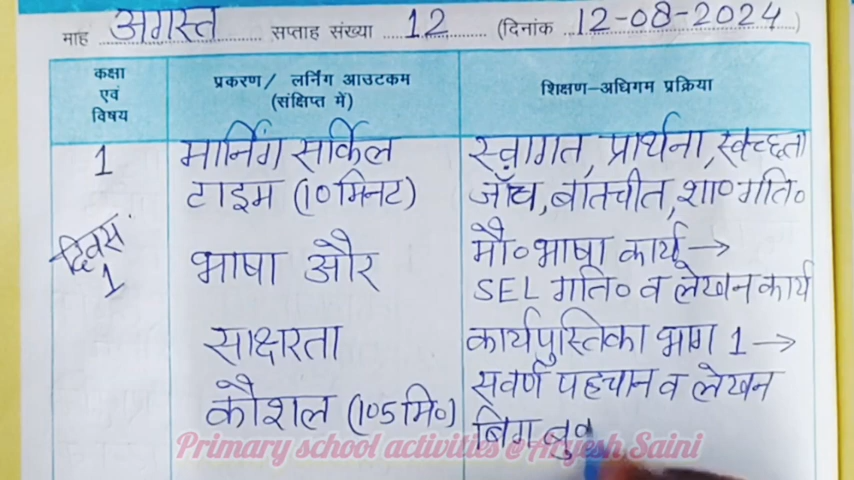 माह अगस्त सप्ताह संख्या 12 (दिनांक 12-08-2024)
कक्षा एवं विषय
प्रकरण/ लर्निंग आउटकम (संक्षिप्त में)
शिक्षण-अधिगम प्रक्रिया
1
दिवस
1
मार्निंग सर्किल
टाइम (10 मिनट)
भाषा और
साक्षरता
कौशल (105 मि०)
स्वागत, प्रार्थना, स्वच्छता
जाँच, बातचीत, शा० गति०
मौ० भाषा कार्य →
SEL गति० व लेखन कार्य
कार्यपुस्तिका भाग 1 →
सवर्ण पहचान व लेखन
बिग बु
Primary school activities @ Aryesh Saini